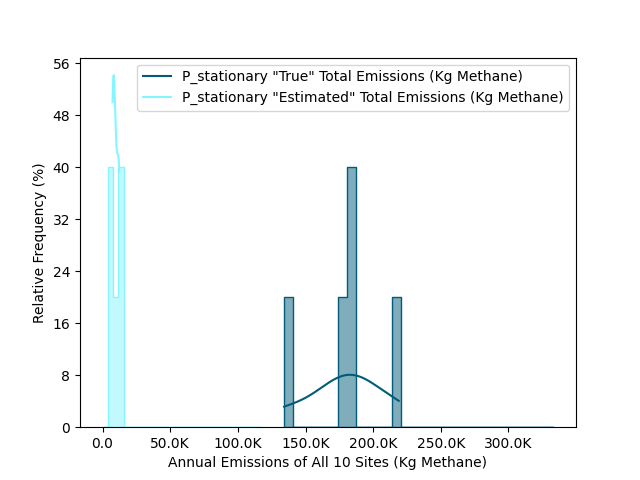 P_stationary "True" Total Emissions (Kg Methane)
P_stationary "Estimated" Total Emissions (Kg Methane)
56
48
40
32
24
16
8
0
Relative Frequency (%)
0.0 50.0K 100.0K 150.0K 200.0K 250.0K 300.0K
Annual Emissions of All 10 Sites (Kg Methane)